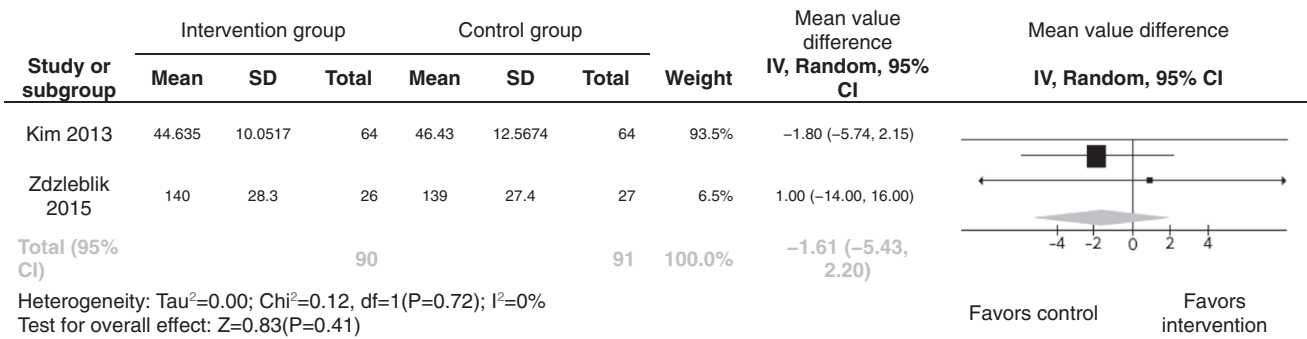 Intervention group Control group Mean value difference Mean value difference
Study or subgroup Mean SD Total Mean SD Total Weight IV, Random, 95% CI IV, Random, 95% CI
Kim 2013 44.635 10.0517 64 46.43 12.5674 64 93.5% −1.80 (−5.74, 2.15)
Zdzleblik 2015 140 28.3 26 139 27.4 27 6.5% 1.00 (−14.00, 16.00)
Total (95% CI) 90 91 100.0% −1.61 (−5.43, 2.20)
-4 -2 0 2 4
Heterogeneity: Tau²=0.00; Chi²=0.12, df=1(P=0.72); I²=0%
Test for overall effect: Z=0.83(P=0.41)
Favors control Favors intervention